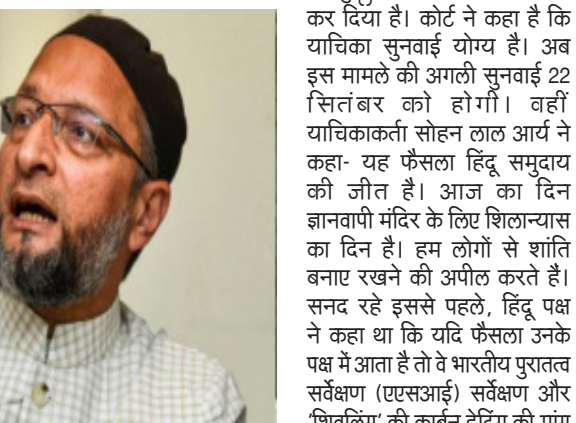 कर दिया है। कोर्ट ने कहा है कि
याचिका सुनवाई योग्य है। अब
इस मामले की अगली सुनवाई 22
सितंबर को होगी। वहीं
याचिकाकर्ता सोहन लाल आर्य ने
कहा- यह फैसला हिंदू समुदाय
की जीत है। आज का दिन
ज्ञानवापी मंदिर के लिए शिलान्यास
का दिन है। हम लोगों से शांति
बनाए रखने की अपील करते हैं।
सनद रहे इससे पहले, हिंदू पक्ष
ने कहा था कि यदि फैसला उनके
पक्ष में आता है तो वे भारतीय पुरातत्व
सर्वेक्षण (एएसआई) सर्वेक्षण और
'शिवलिंग' की कार्बन डेटिंग की मांग